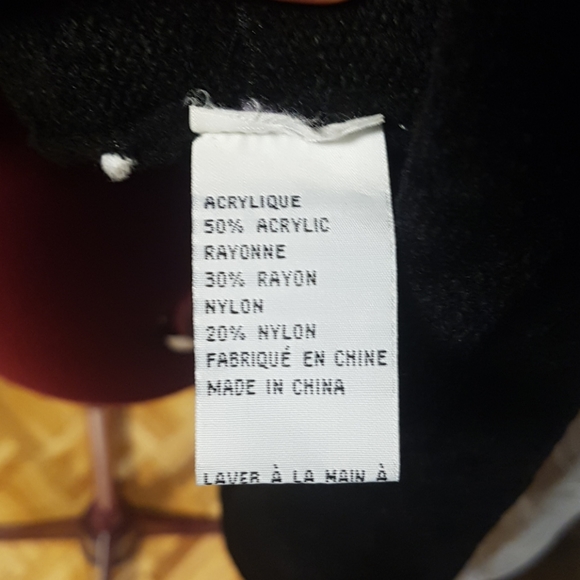 ACRYLIQUE
50% ACRYLIC
RAYONNE
30% RAYON
NYLON
20% NYLON
FABRIQUÉ EN CHINE
MADE IN CHINA
LAVER À LA MAIN À